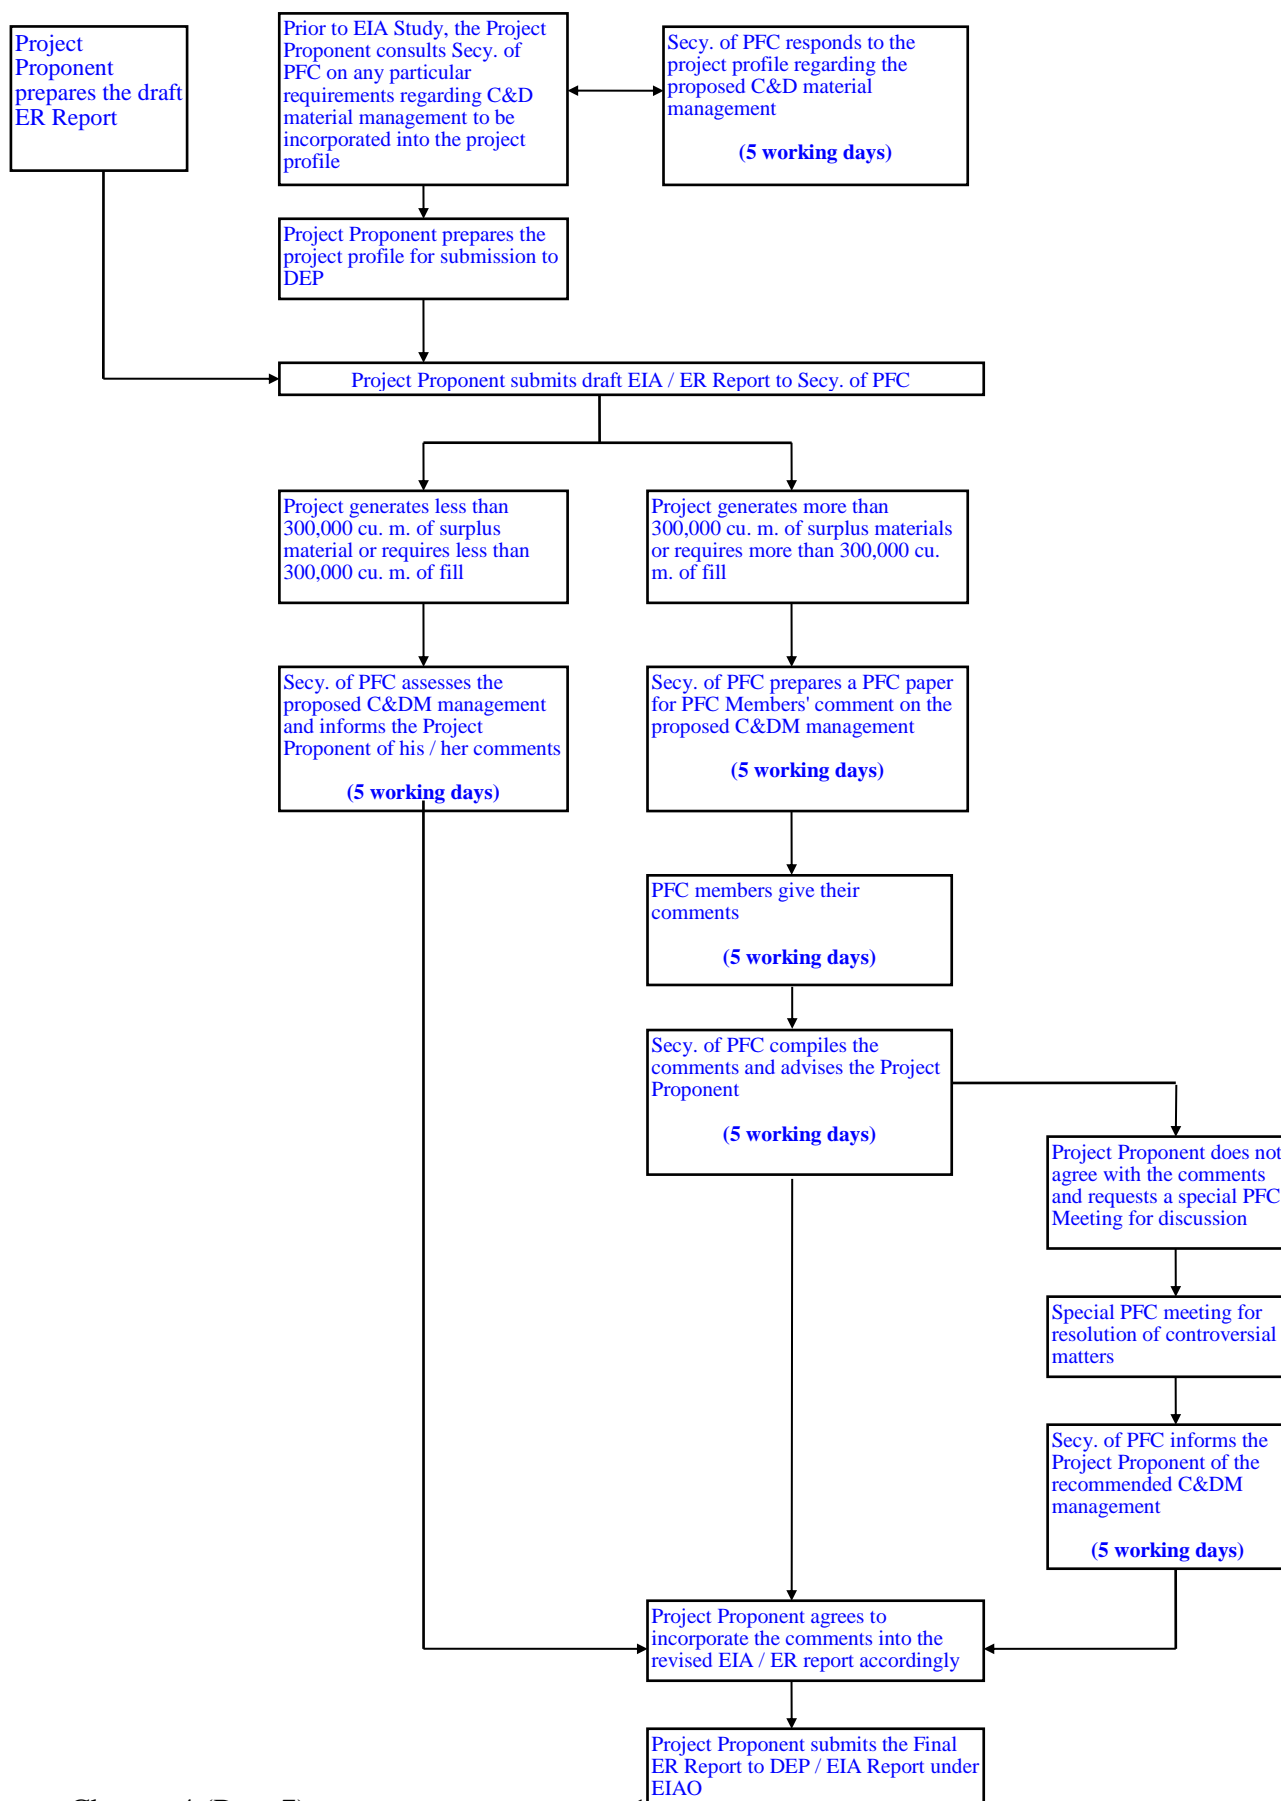 Project
Proponent
prepares the draft
ER Report
Prior to EIA Study, the Project
Proponent consults Secy. of
PFC on any particular
requirements regarding C&D
material management to be
incorporated into the project
profile
Secy. of PFC responds to the
project profile regarding the
proposed C&D material
management
(5 working days)
Project Proponent prepares the
project profile for submission to
DEP
Project Proponent submits draft EIA / ER Report to Secy. of PFC
Project generates less than
300,000 cu. m. of surplus
material or requires less than
300,000 cu. m. of fill
Project generates more than
300,000 cu. m. of surplus materials
or requires more than 300,000 cu.
m. of fill
Secy. of PFC assesses the
proposed C&DM management
and informs the Project
Proponent of his / her comments
(5 working days)
Secy. of PFC prepares a PFC paper
for PFC Members' comment on the
proposed C&DM management
(5 working days)
PFC members give their
comments
(5 working days)
Secy. of PFC compiles the
comments and advises the Project
Proponent
(5 working days)
Project Proponent does not
agree with the comments
and requests a special PFC
Meeting for discussion
Special PFC meeting for
resolution of controversial
matters
Secy. of PFC informs the
Project Proponent of the
recommended C&DM
management
(5 working days)
Project Proponent agrees to
incorporate the comments into the
revised EIA / ER report accordingly
Project Proponent submits the Final
ER Report to DEP / EIA Report under
EIAO